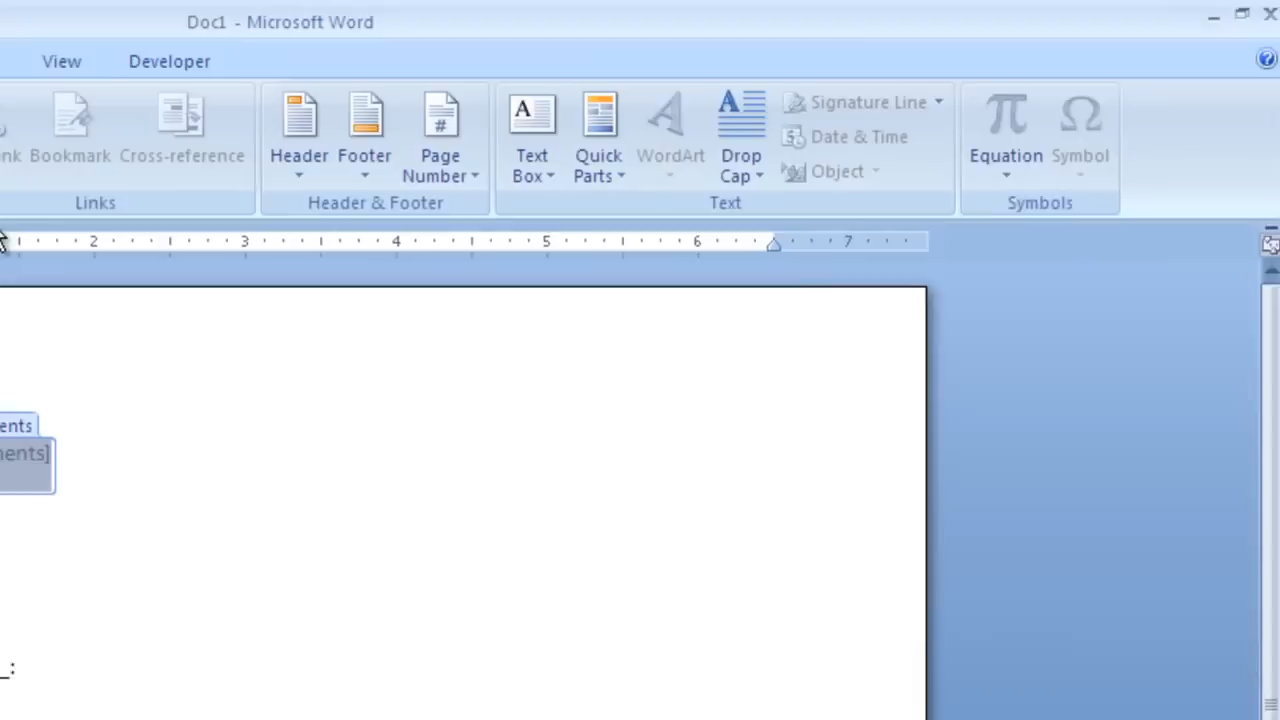 Doc1 - Microsoft Word
View Developer
Bookmark Cross-reference Header Footer Page Number Text Box Quick Parts WordArt Drop Cap Signature Line Date & Time Object Equation Symbol
Links Header & Footer Text Symbols
2 3 4 5 6 7
ents
ents]
_: